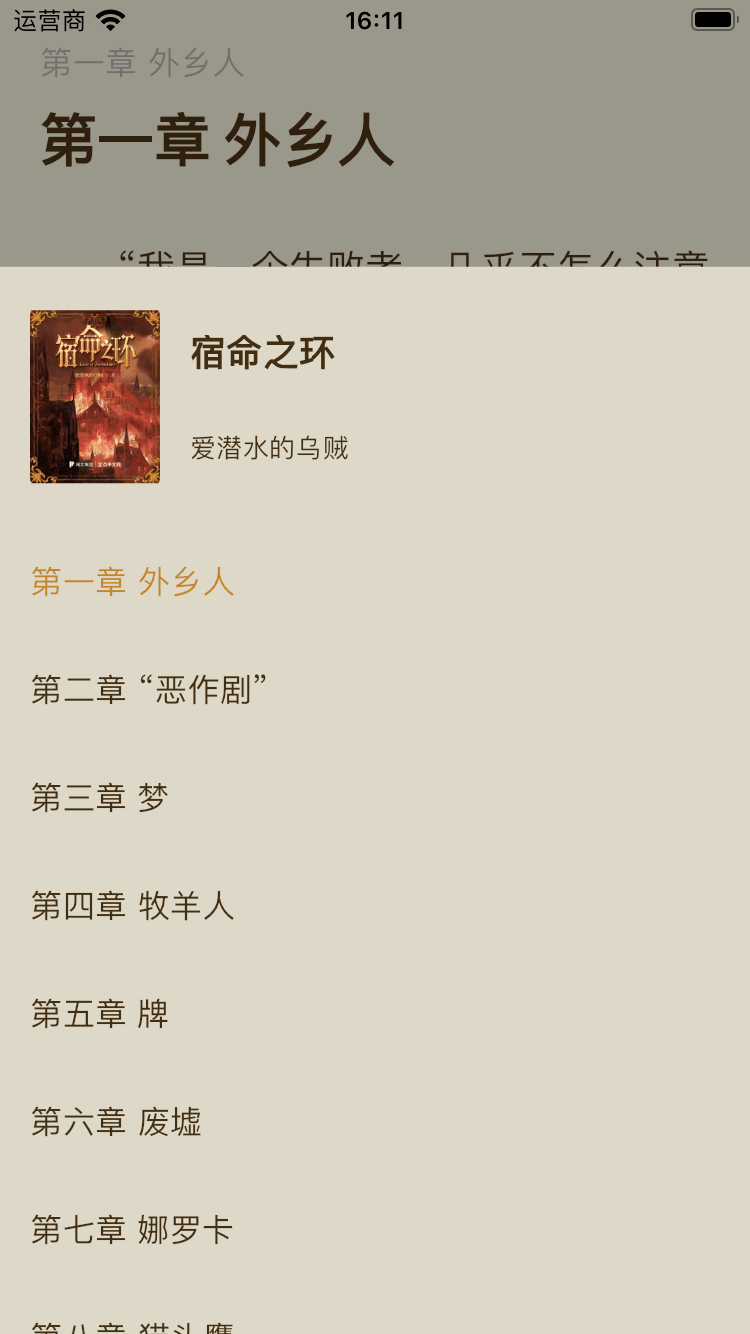 运营商
16:11
第一章 外乡人
第一章 外乡人
“我是一个失败者，几乎不怎么注意
宿命之环
宿命之环
爱潜水的乌贼
第一章 外乡人
第二章 “恶作剧”
第三章 梦
第四章 牧羊人
第五章 牌
第六章 废墟
第七章 娜罗卡
第八章 猫头鹰